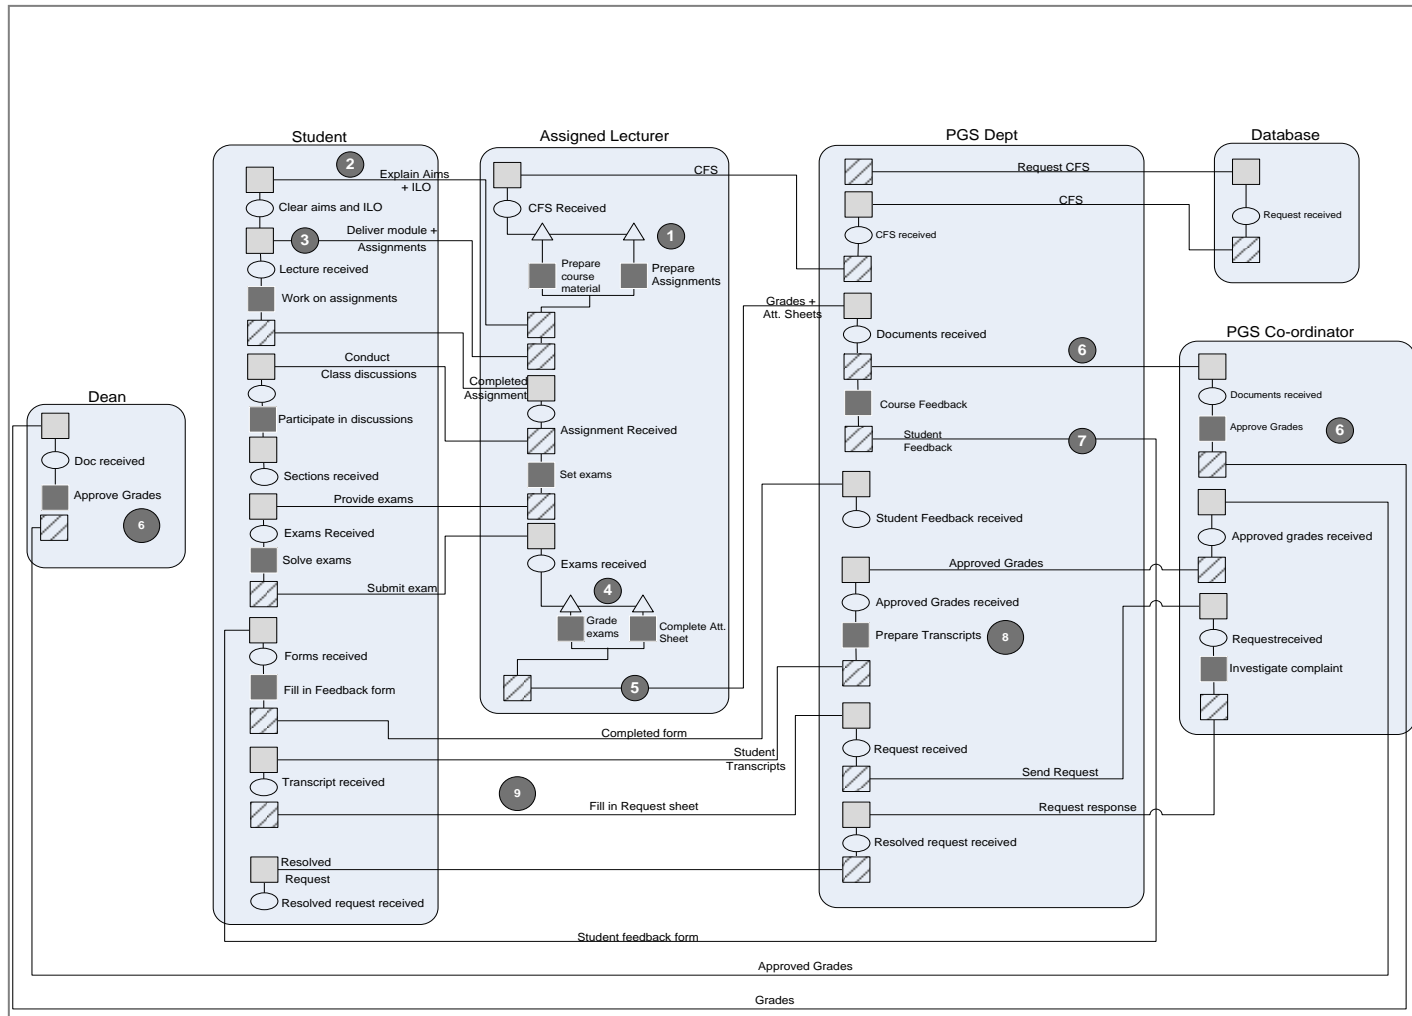 Student
2
Explain Aims
+ ILO
Clear aims and ILO
3
Deliver module +
Assignments
Lecture received
Work on assignments
Conduct
Class discussions
Participate in discussions
Sections received
Provide exams
Exams Received
Solve exams
Submit exam
Forms received
Fill in Feedback form
Completed form
Student
Transcripts
Transcript received
9
Fill in Request sheet
Resolved
Request
Resolved request received
Student feedback form
Approved Grades
Grades
Dean
Doc received
Approve Grades
6
Assigned Lecturer
CFS
CFS Received
1
Prepare
course
material
Prepare
Assignments
Completed
Assignment
Assignment Received
Set exams
Exams received
4
Grade
exams
Complete Att.
Sheet
5
PGS Dept
Request CFS
CFS
CFS received
Grades +
Att. Sheets
Documents received
6
Course Feedback
Student
Feedback
7
Student Feedback received
Approved Grades
Approved Grades received
Prepare Transcripts
8
Request received
Send Request
Request response
Resolved request received
Database
Request received
PGS Co-ordinator
Documents received
Approve Grades
6
Approved grades received
Requestreceived
Investigate complaint